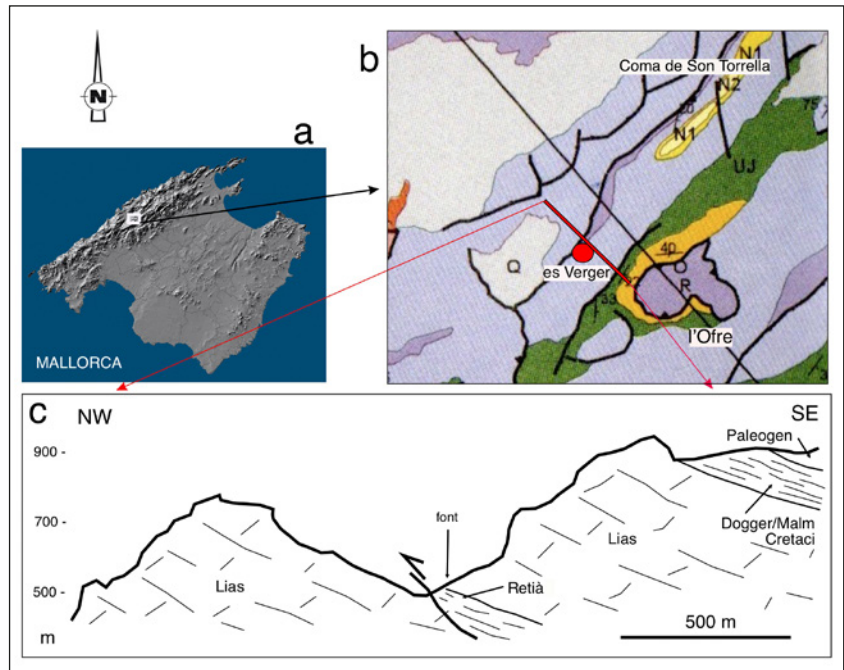 N
a
MALLORCA
b
Coma de Son Torrella
N1
N2
N1
75
UJ
Q
es Verger
40
O
R
33
l'Ofre
3
C
NW
SE
900 -
700 -
500 -
m
Lias
font
Retià
Lias
Paleogen
Dogger/Malm
Cretaci
500 m